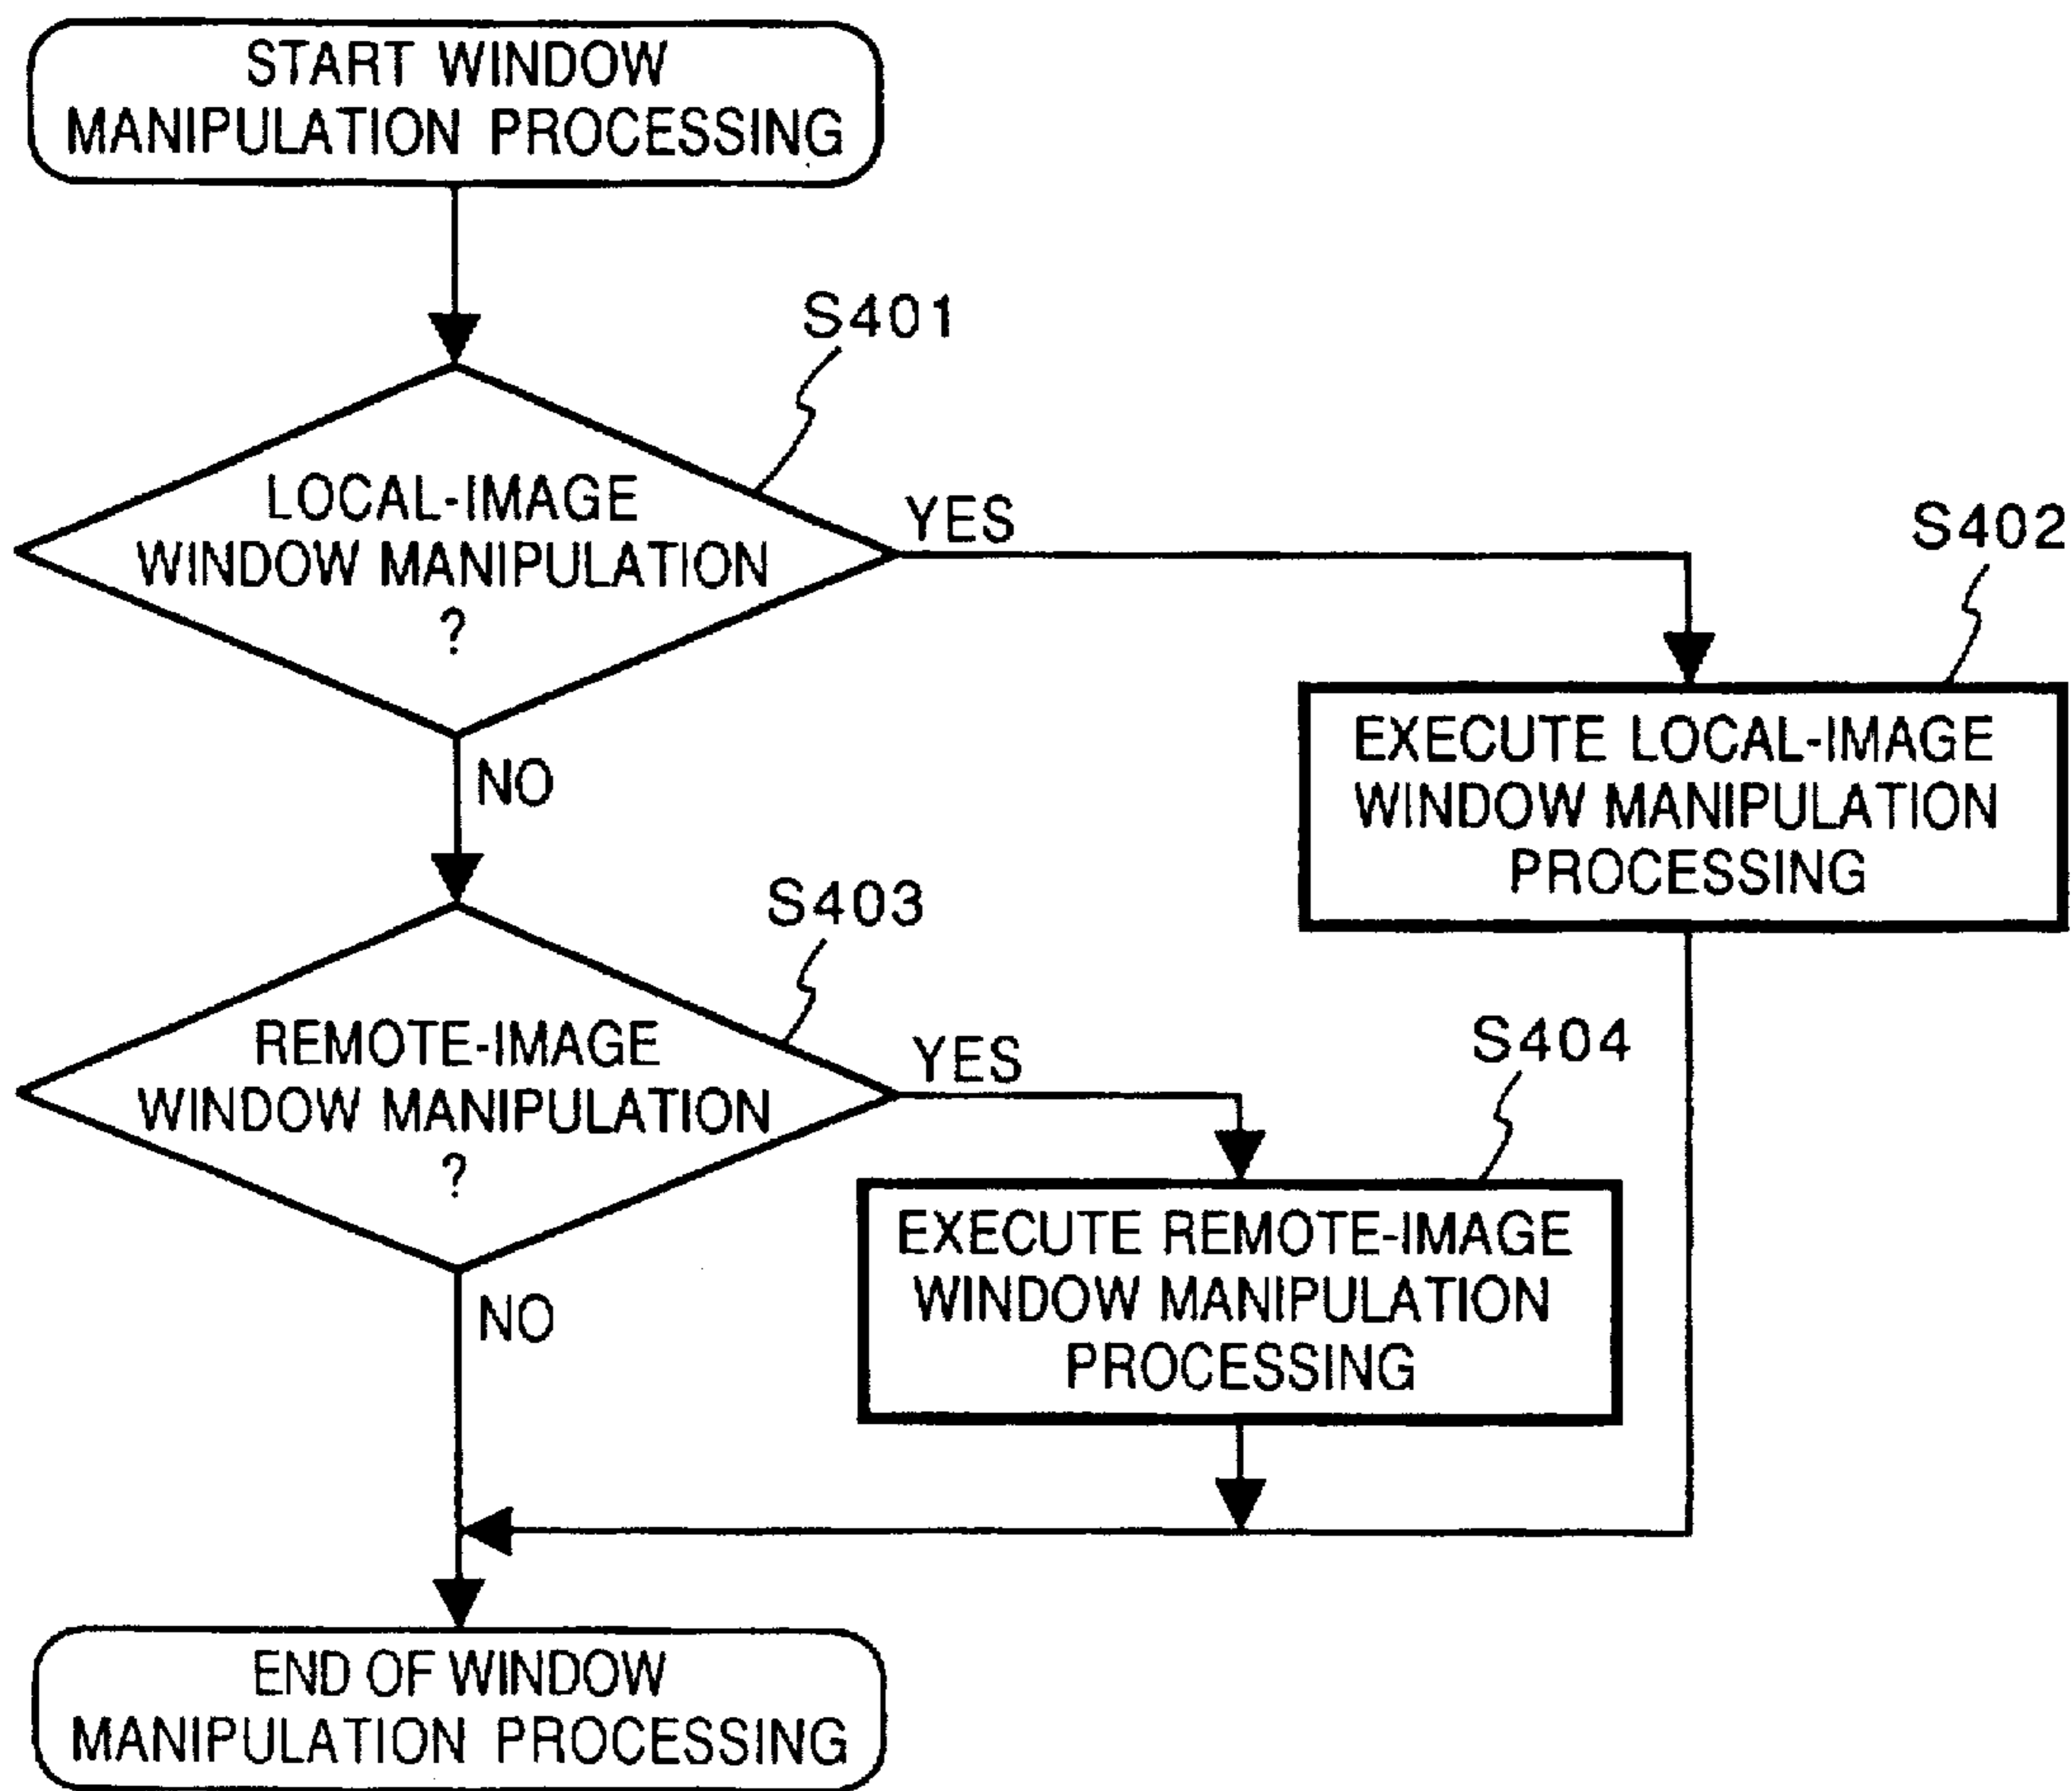 START WINDOW
MANIPULATION PROCESSING
S401
LOCAL-IMAGE
WINDOW MANIPULATION
?
YES
S402
EXECUTE LOCAL-IMAGE
WINDOW MANIPULATION
PROCESSING
NO
S403
REMOTE-IMAGE
WINDOW MANIPULATION
?
YES
S404
EXECUTE REMOTE-IMAGE
WINDOW MANIPULATION
PROCESSING
NO
END OF WINDOW
MANIPULATION PROCESSING